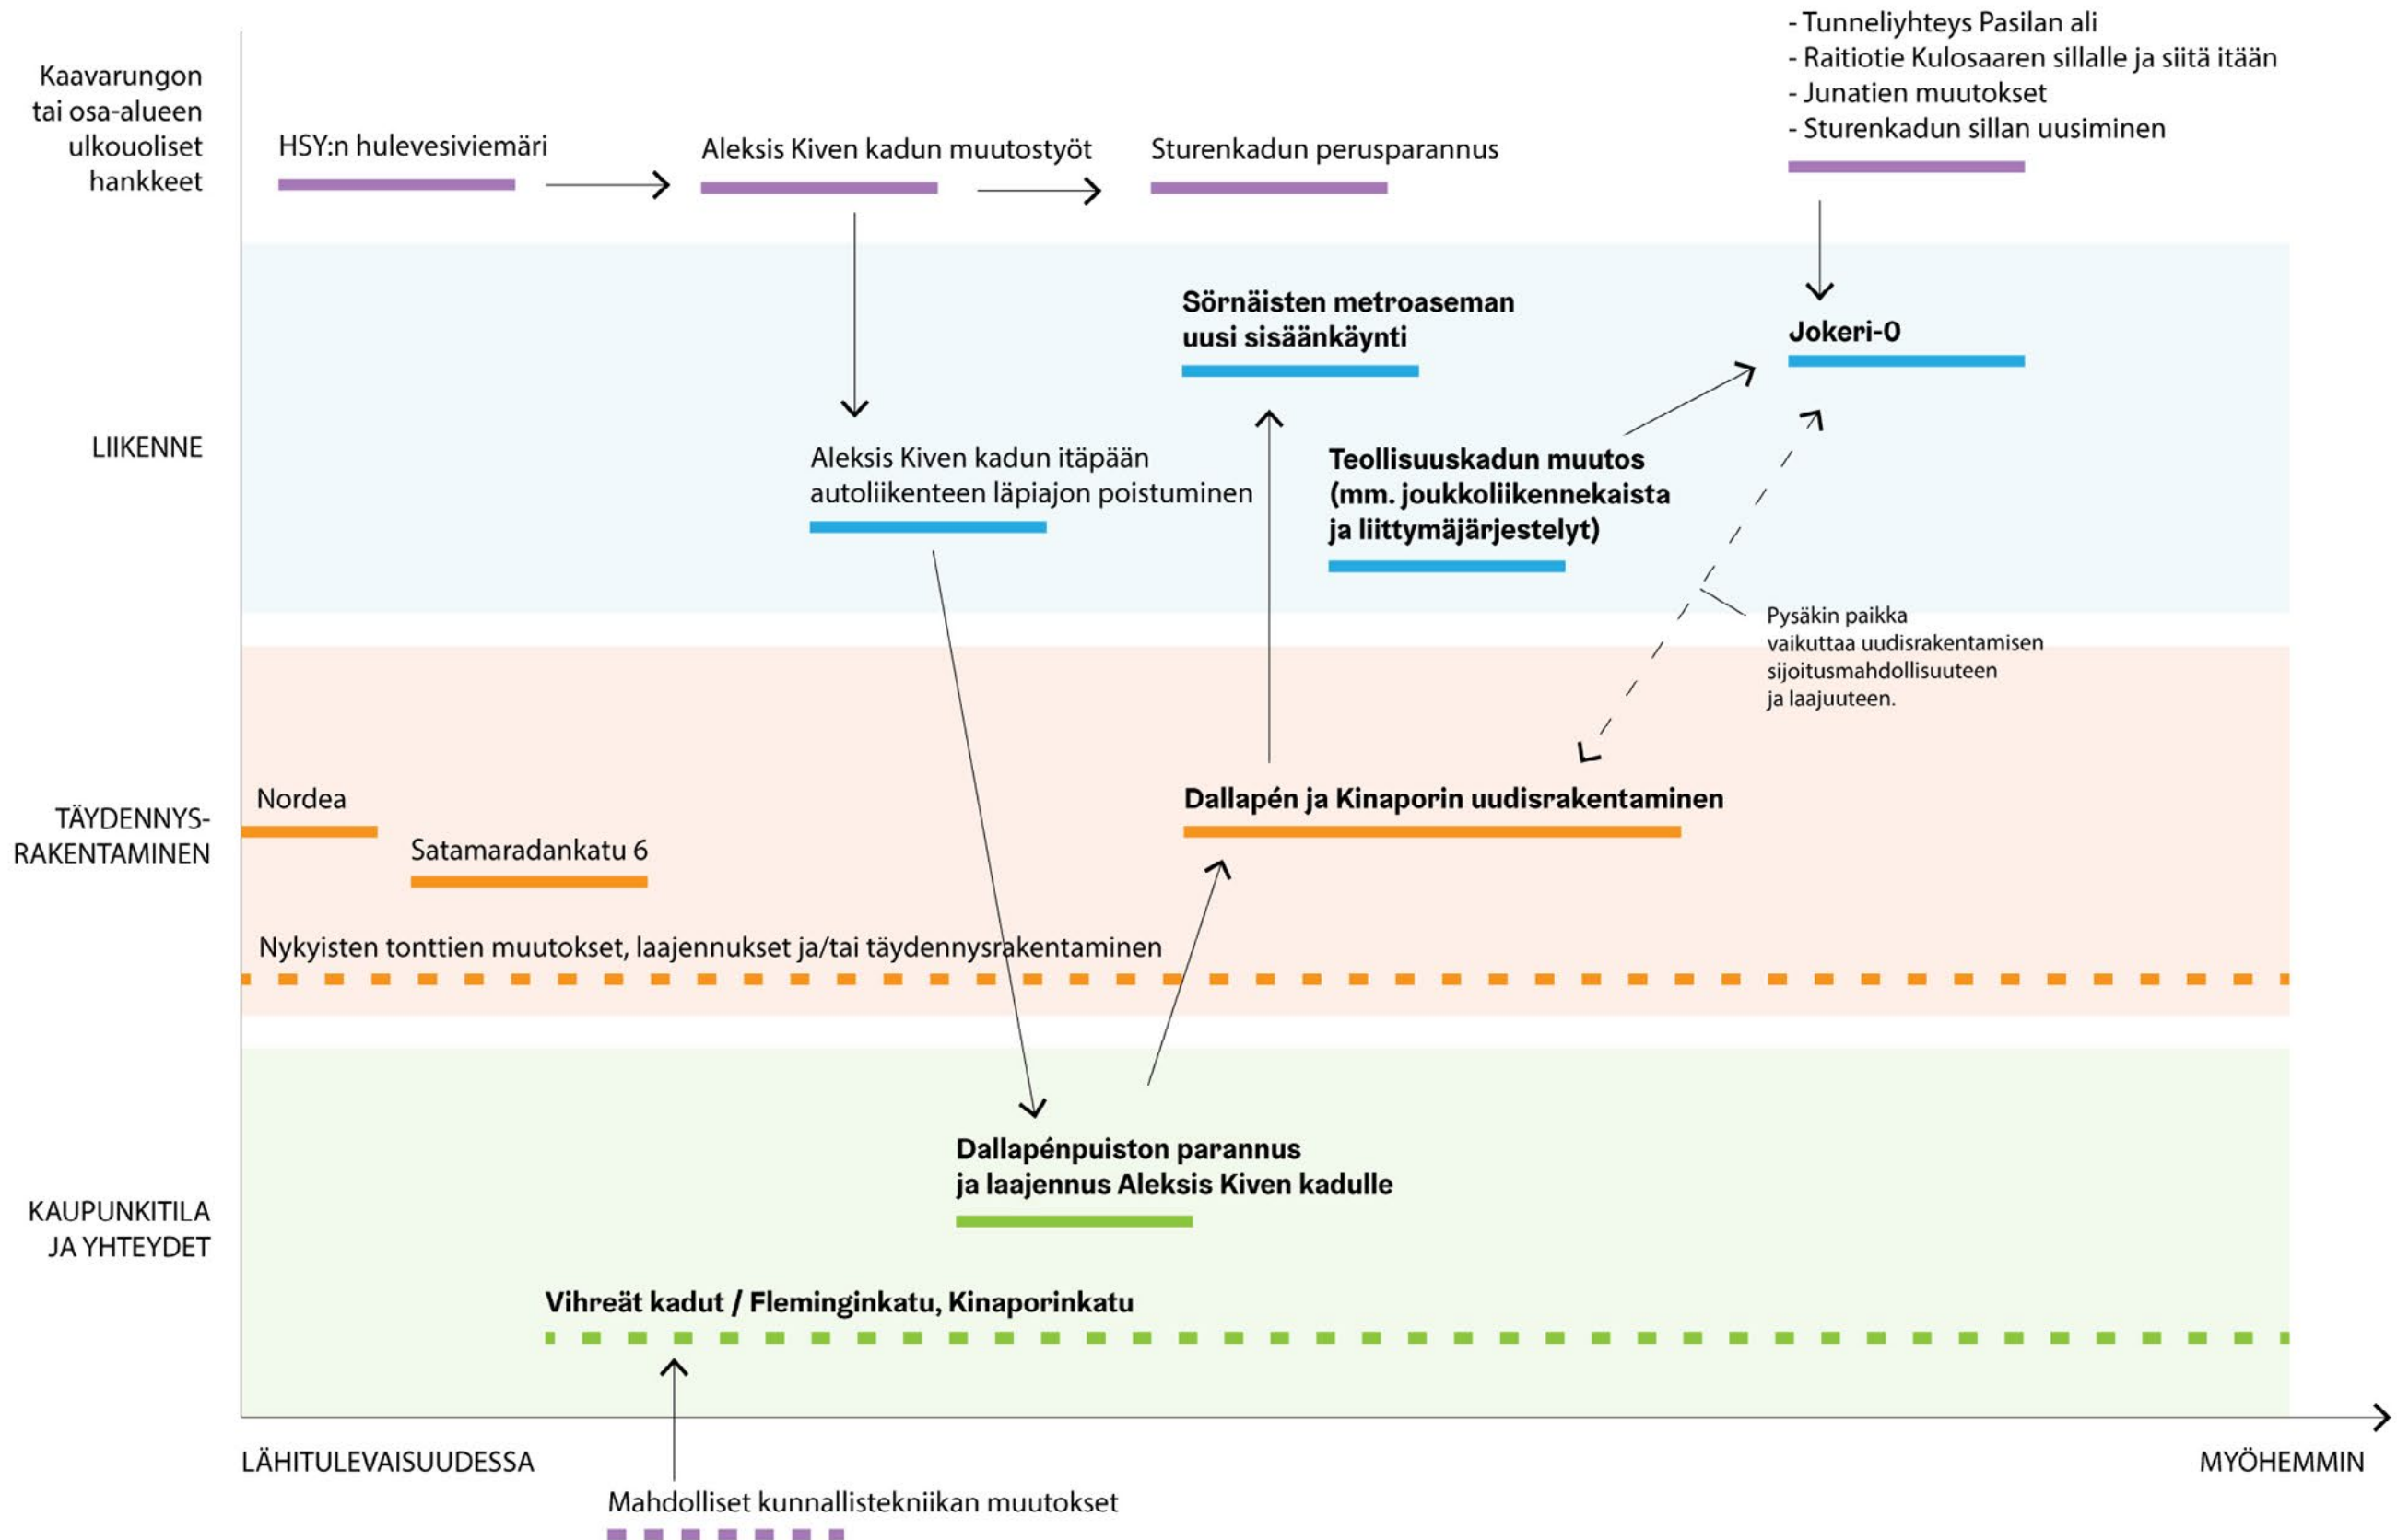 - Tunneliyhteys Pasilan ali
- Raitiotie Kulosaaren sillalle ja siitä itään
- Junatien muutokset
- Sturenkadun sillan uusiminen
Kaavarungon
tai osa-alueen
ulkouoliset
hankkeet
HSY:n hulevesiviemäri
Aleksis Kiven kadun muutostyöt
Sturenkadun perusparannus
LIIKENNE
Sörnäisten metroaseman
uusi sisäänkäynti
Jokeri-0
Aleksis Kiven kadun itäpään
autoliikenteen läpiajon poistuminen
Teollisuuskadun muutos
(mm. joukkoliikennekaista
ja liittymäjärjestelyt)
Pysäkin paikka
vaikuttaa uudisrakentamisen
sijoitusmahdollisuuteen
ja laajuuteen.
TÄYDENNYS-
RAKENTAMINEN
Nordea
Satamaradankatu 6
Dallapén ja Kinaporin uudisrakentaminen
Nykyisten tonttien muutokset, laajennukset ja/tai täydennysrakentaminen
KAUPUNKITILA
JA YHTEYDET
Dallapénpuiston parannus
ja laajennus Aleksis Kiven kadulle
Vihreät kadut / Fleminginkatu, Kinaporinkatu
LÄHITULEVAISUUDESSA
MYÖHEMMIN
Mahdolliset kunnallistekniikan muutokset